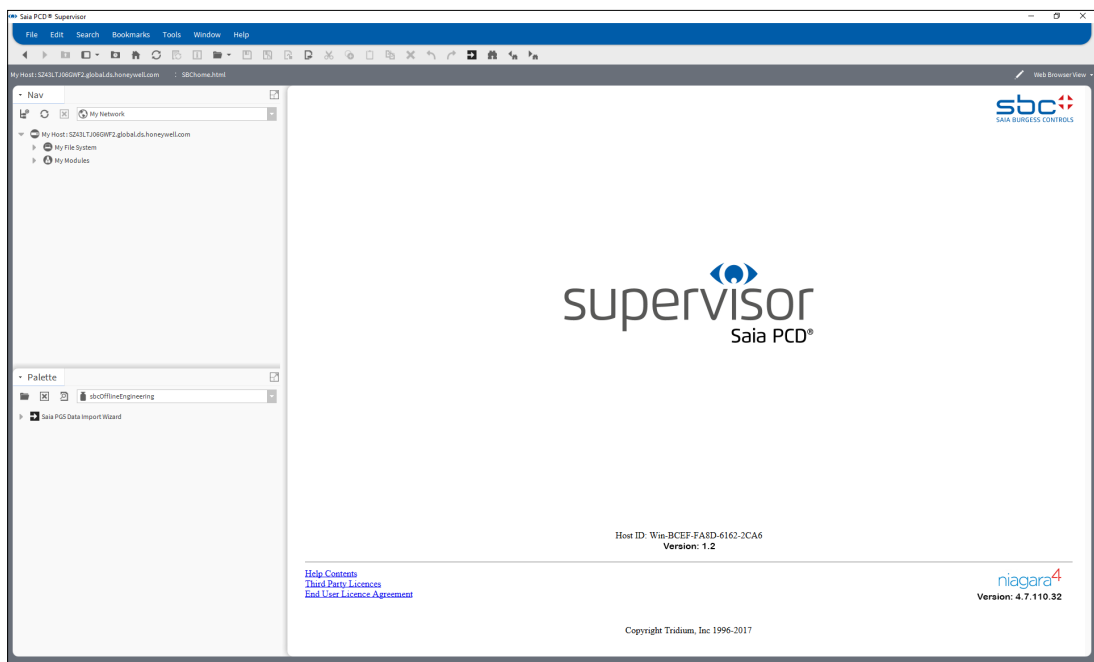 Saia PCD® Supervisor
File Edit Search Bookmarks Tools Window Help
My Host: SZ43LTJ06GWF2.global.ds.honeywell.com : SBChome.html Web Browser View
Nav
My Network
My Host: SZ43LTJ06GWF2.global.ds.honeywell.com
My File System
My Modules
Palette
sbcOfflineEngineering
Saia PG5 Data Import Wizard
sbc
SAIA BURGESS CONTROLS
supervisor
Saia PCD®
Host ID: Win-BCEF-FA8D-6162-2CA6
Version: 1.2
Help Contents
Third Party Licences
End User Licence Agreement
niagara4
Version: 4.7.110.32
Copyright Tridium, Inc 1996-2017